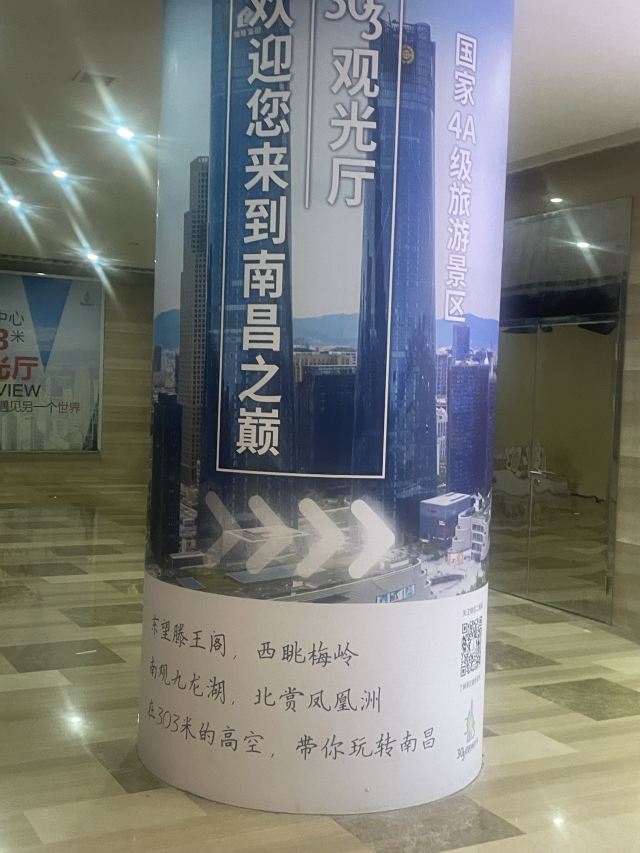 欢迎您来到南昌之巅
303观光厅
国家4A级旅游景区
东望滕王阁，西眺梅岭
南观九龙湖，北赏凤凰洲
在303米的高空，带你玩转南昌
中心
3米
光厅
VIEW
遇见另一个世界
303